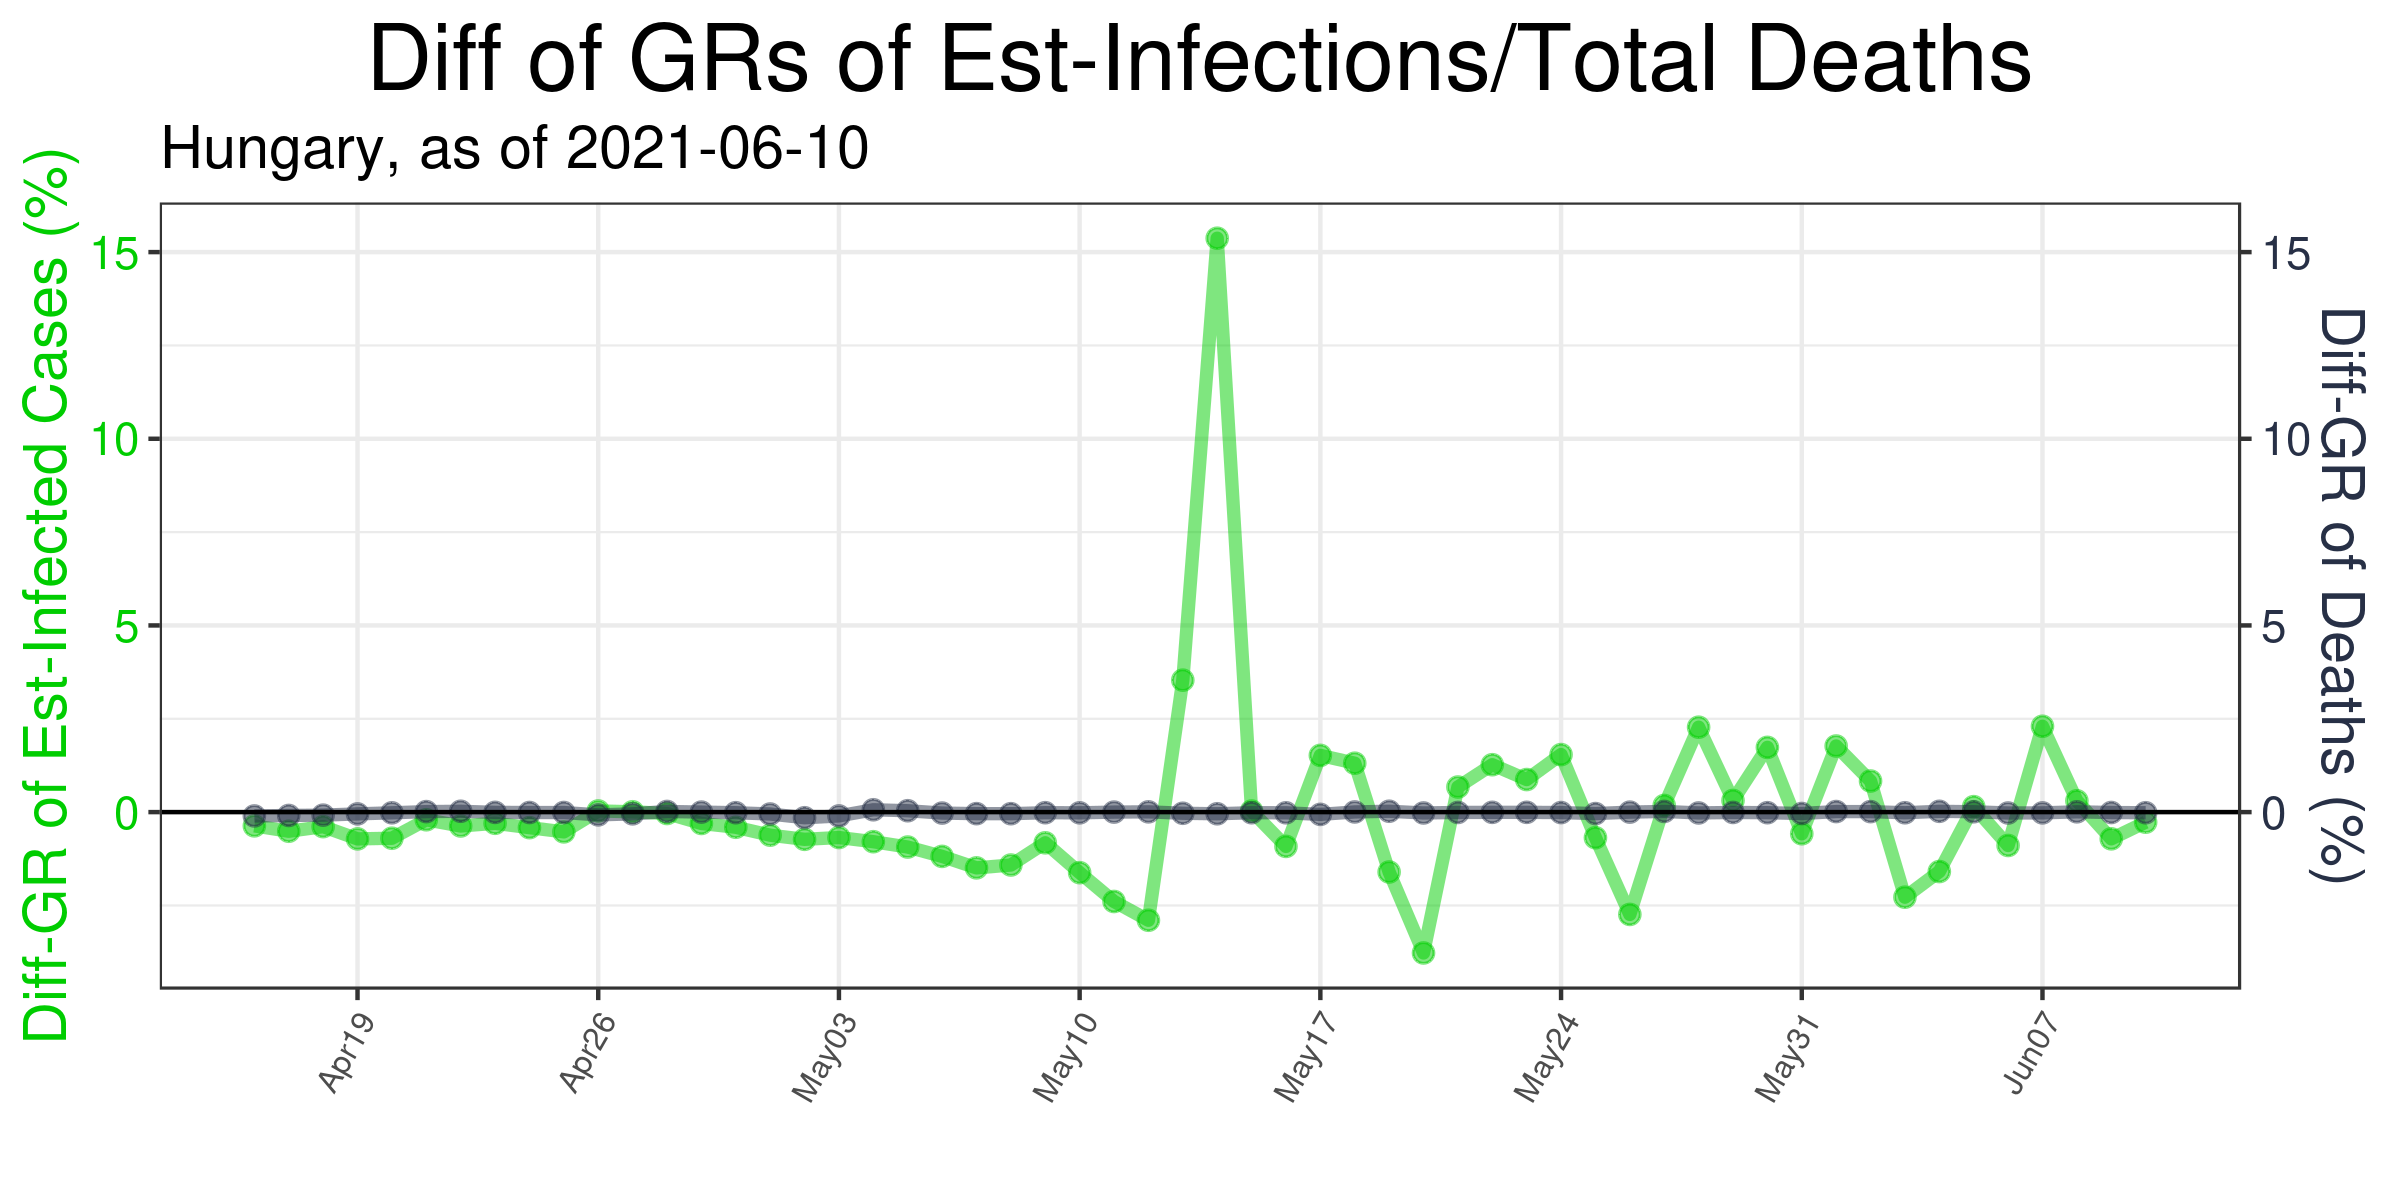 Diff of GRs of Est-Infections/Total Deaths
Hungary, as of 2021-06-10
Diff-GR of Est-Infected Cases (%)
15
10
5
0
15
10
5
0
Diff-GR of Deaths (%)
Apr19
Apr26
May03
May10
May17
May24
May31
Jun07